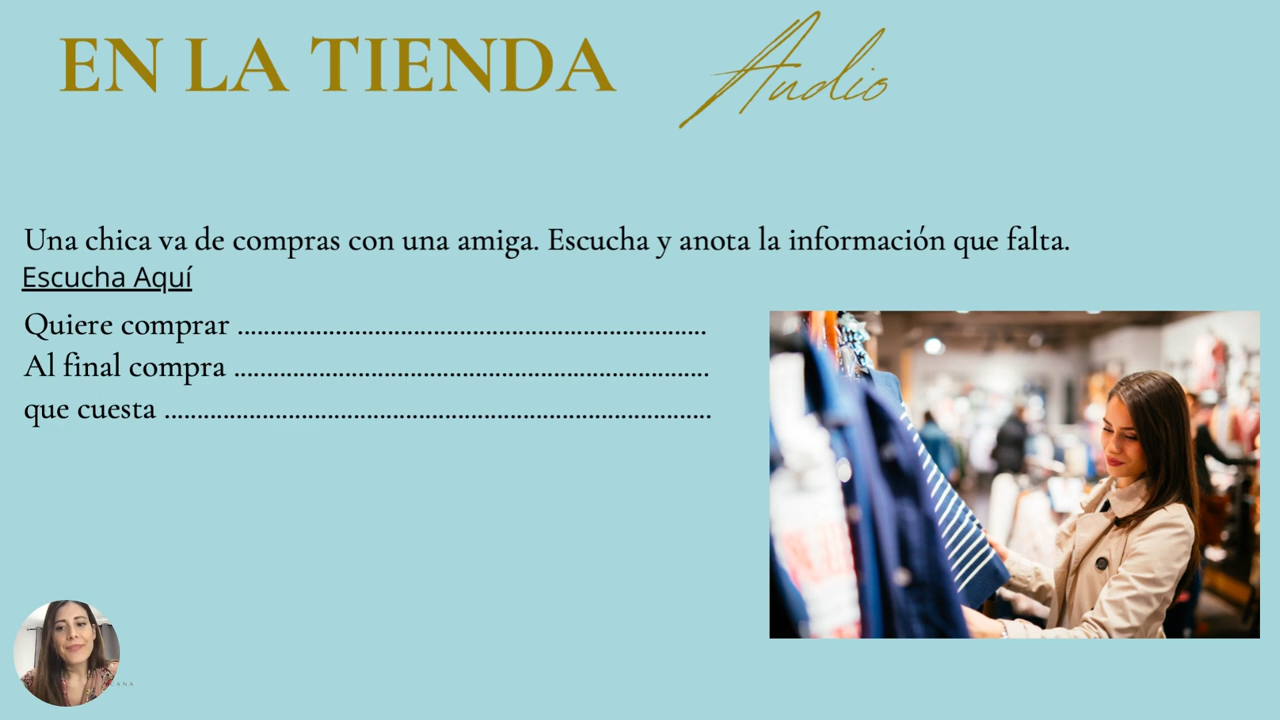 EN LA TIENDA Audio
Una chica va de compras con una amiga. Escucha y anota la información que falta.
Escucha Aquí
Quiere comprar ........................................................................
Al final compra .........................................................................
que cuesta ....................................................................................